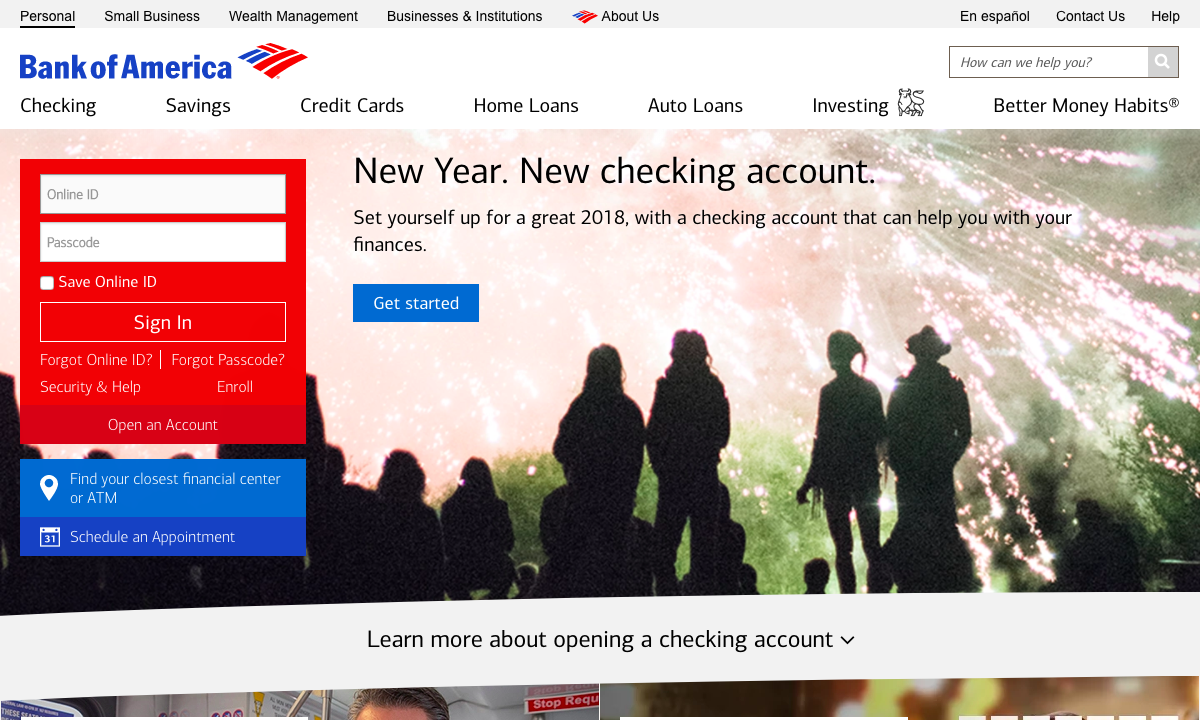 Personal
Small Business
Wealth Management
Businesses & Institutions
About Us
En español
Contact Us
Help
Bank of America
How can we help you?
Checking
Savings
Credit Cards
Home Loans
Auto Loans
Investing
Better Money Habits®
Online ID
Passcode
Save Online ID
Sign In
Forgot Online ID?
Forgot Passcode?
Security & Help
Enroll
Open an Account
Find your closest financial center
or ATM
31
Schedule an Appointment
New Year. New checking account.
Set yourself up for a great 2018, with a checking account that can help you with your
finances.
Get started
Learn more about opening a checking account
Stop Requ